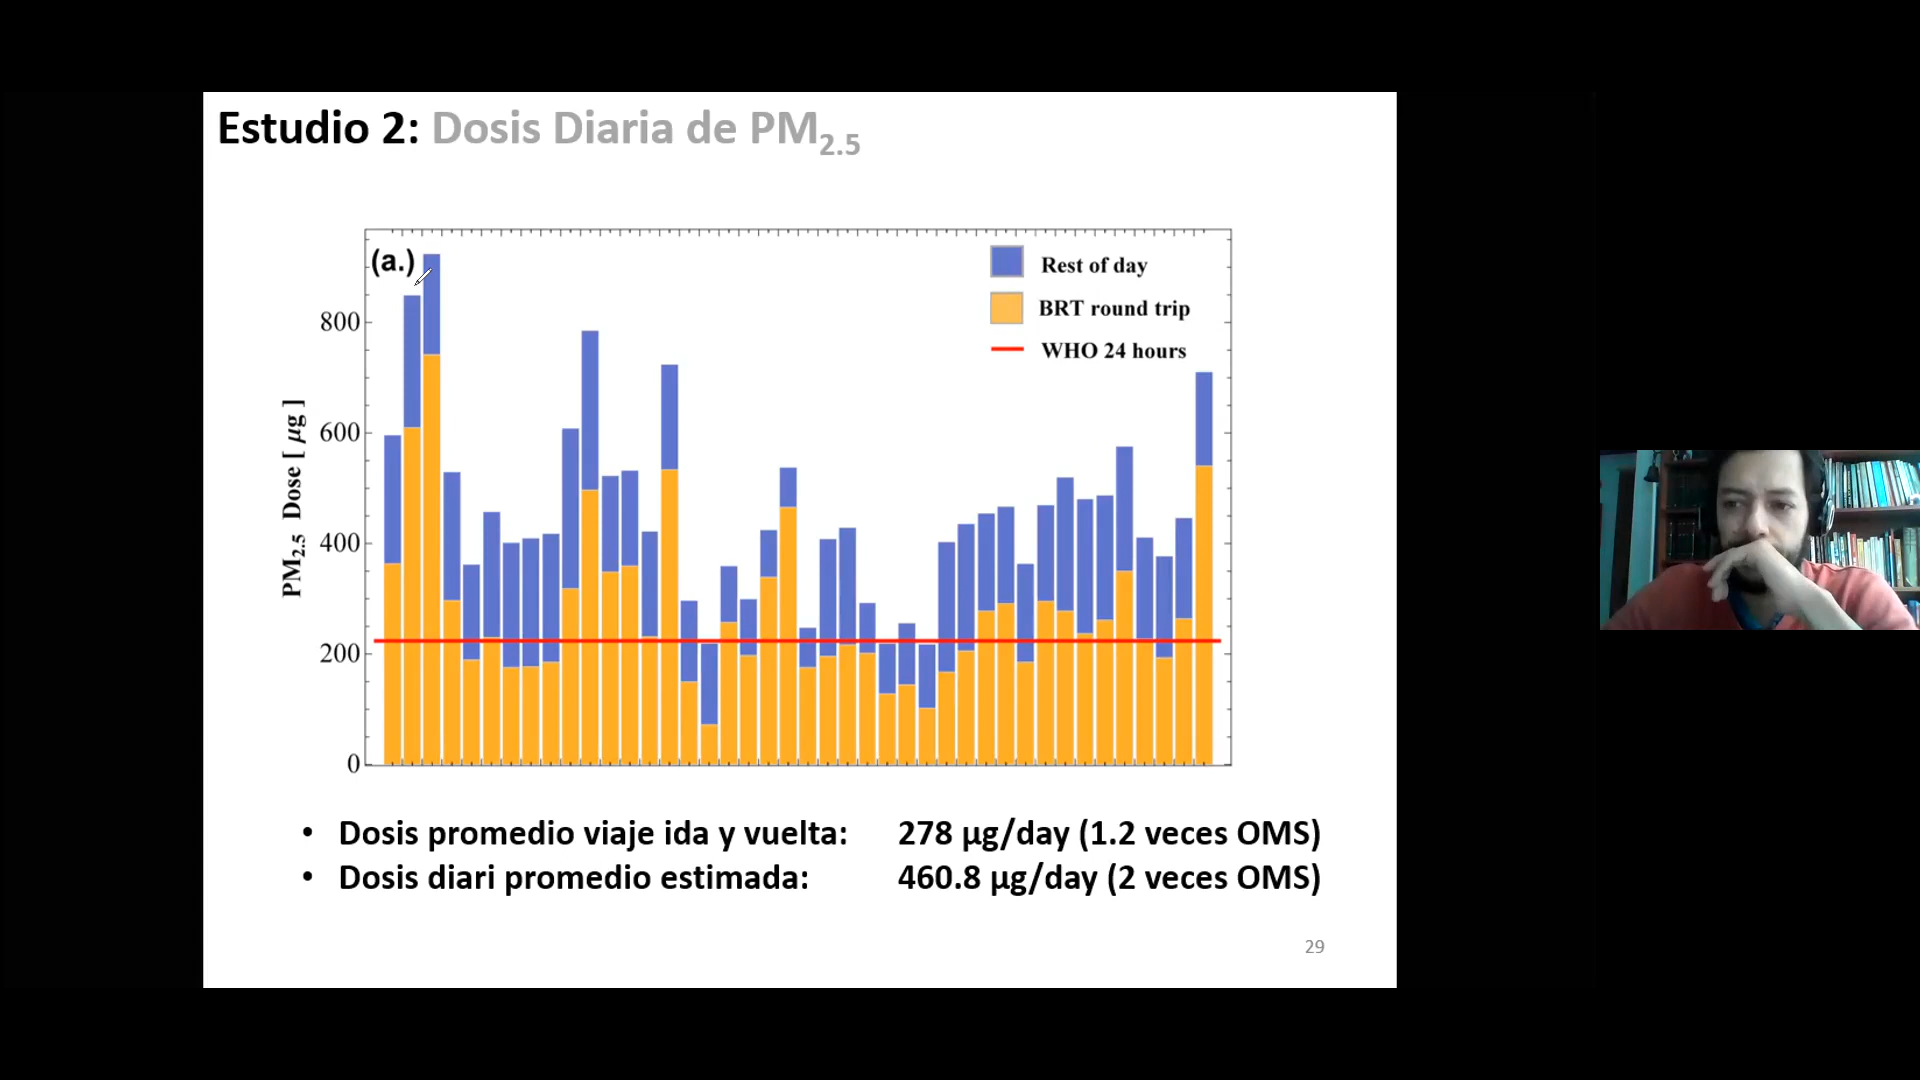 Estudio 2: Dosis Diaria de PM2.5
(a.)
Rest of day
BRT round trip
WHO 24 hours
PM2.5 Dose [ µg ]
800
600
400
200
0
• Dosis promedio viaje ida y vuelta: 278 µg/day (1.2 veces OMS)
• Dosis diari promedio estimada: 460.8 µg/day (2 veces OMS)
29